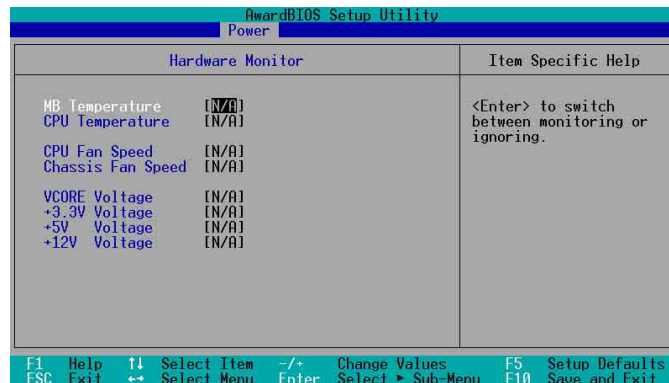 AwardBIOS Setup Utility
Power
Hardware Monitor
Item Specific Help
MB Temperature [N/A]
CPU Temperature [N/A]
CPU Fan Speed [N/A]
Chassis Fan Speed [N/A]
VCORE Voltage [N/A]
+3.3V Voltage [N/A]
+5V Voltage [N/A]
+12V Voltage [N/A]
<Enter> to switch
between monitoring or
ignoring.
F1 Help ↑↓ Select Item -/+ Change Values F5 Setup Defaults
ESC Exit ←→ Select Menu Enter Select ► Sub-Menu F10 Save and Exit